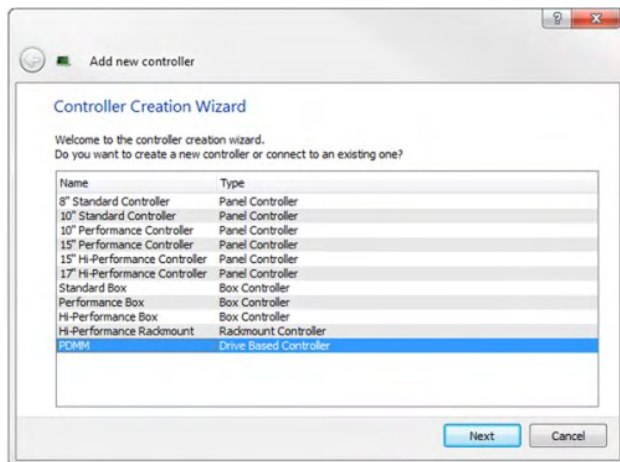 Add new controller
Controller Creation Wizard
Welcome to the controller creation wizard.
Do you want to create a new controller or connect to an existing one?
Name Type
8" Standard Controller Panel Controller
10" Standard Controller Panel Controller
10" Performance Controller Panel Controller
15" Performance Controller Panel Controller
15" Hi-Performance Controller Panel Controller
17" Hi-Performance Controller Panel Controller
Standard Box Box Controller
Performance Box Box Controller
Hi-Performance Box Box Controller
Hi-Performance Rackmount Rackmount Controller
PDMM Drive Based Controller
Next Cancel